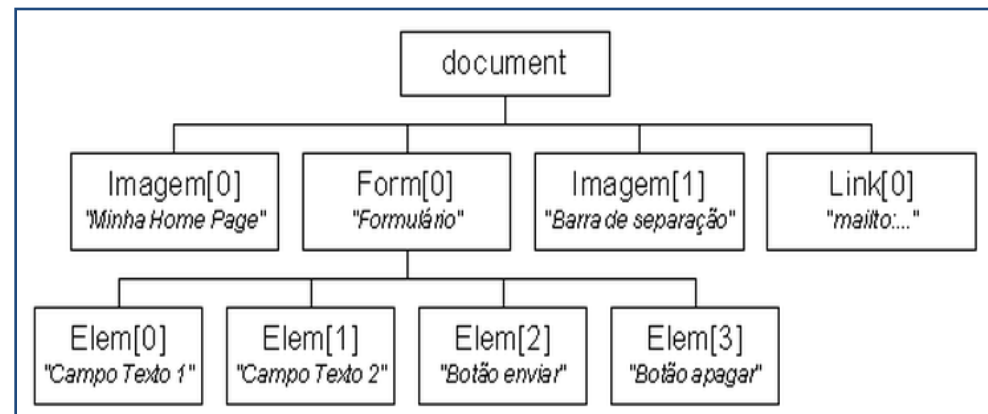 document
Imagem[0]
"Minha Home Page"
Form[0]
"Formulário"
Imagem[1]
"Barra de separação"
Link[0]
"mailto:..."
Elem[0]
"Campo Texto 1"
Elem[1]
"Campo Texto 2"
Elem[2]
"Botão enviar"
Elem[3]
"Botão apagar"